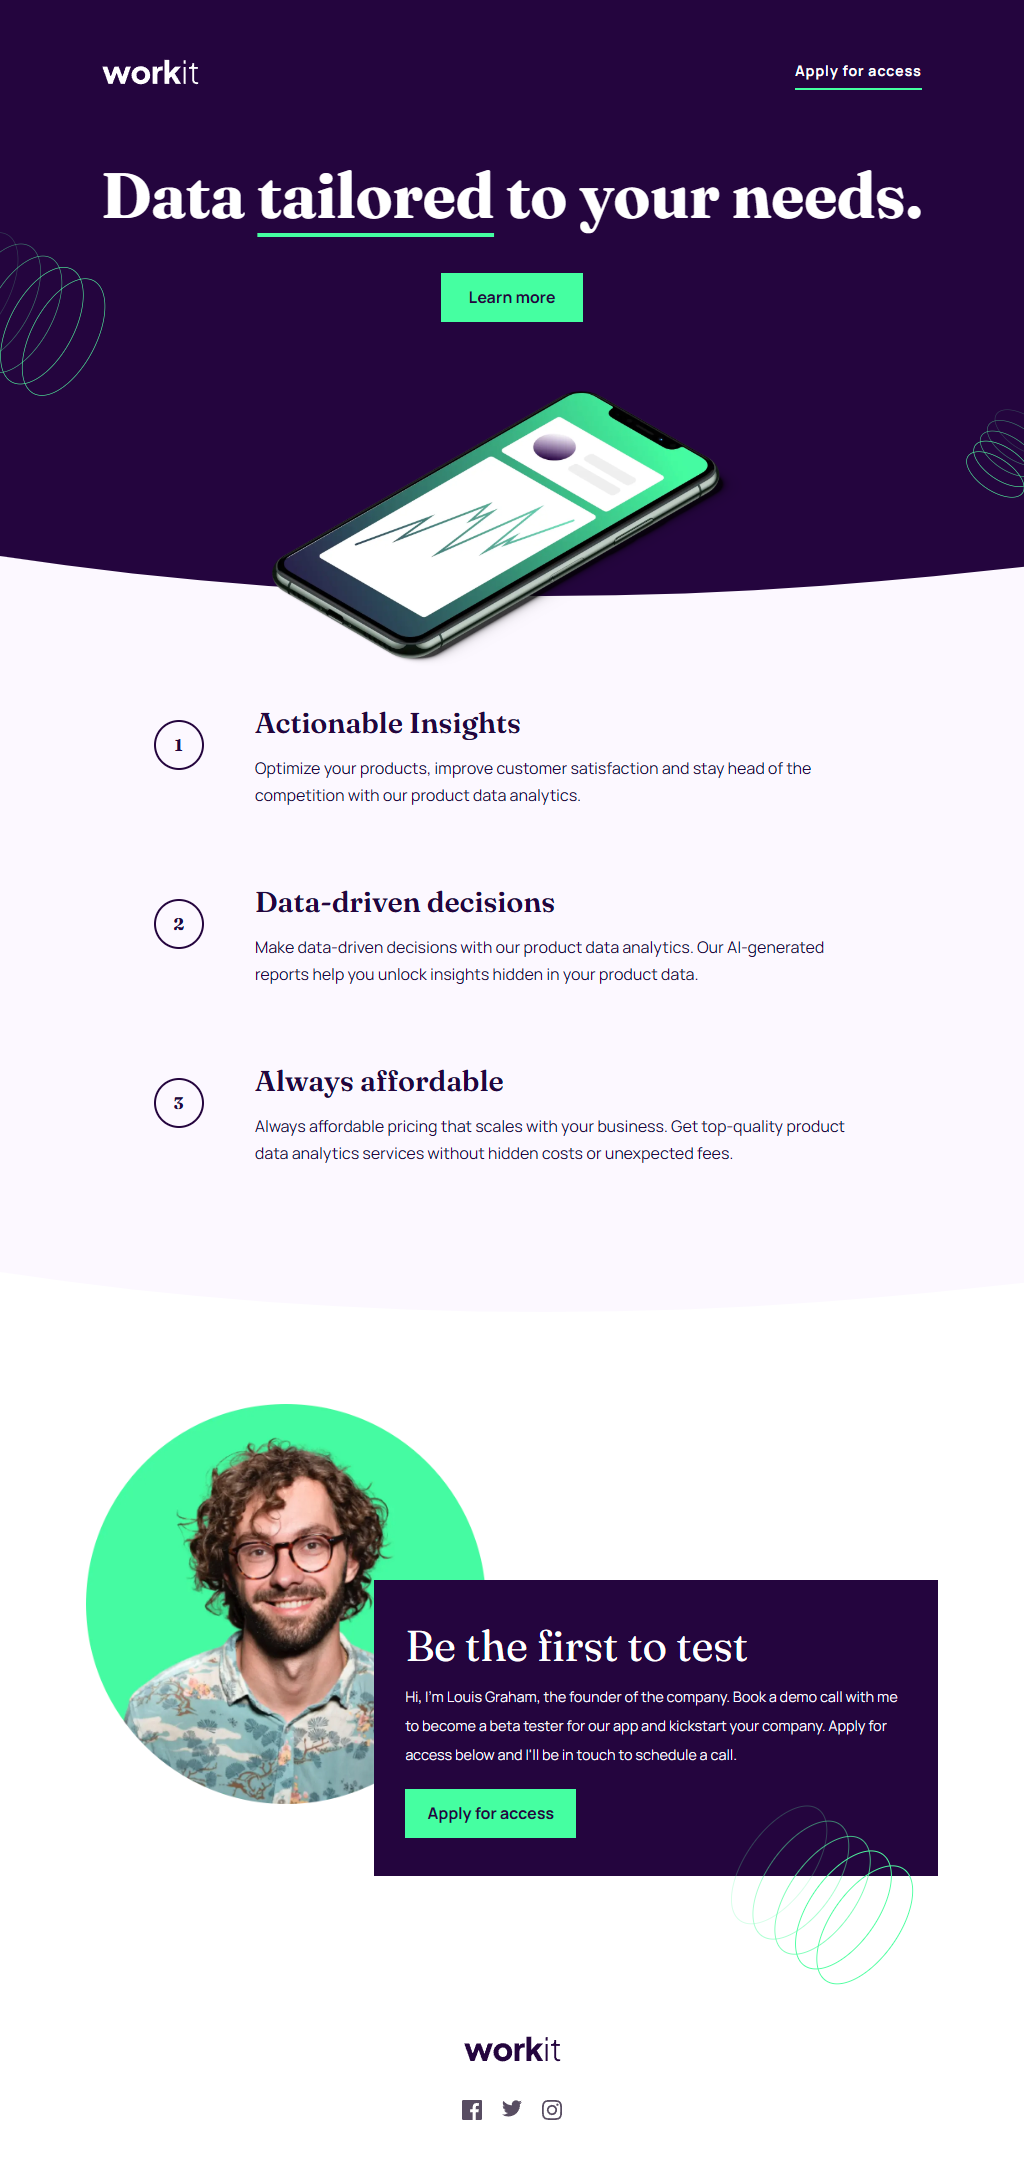 workit
Apply for access
Data tailored to your needs.
Learn more
1
Actionable Insights
Optimize your products, improve customer satisfaction and stay head of the
competition with our product data analytics.
2
Data-driven decisions
Make data-driven decisions with our product data analytics. Our AI-generated
reports help you unlock insights hidden in your product data.
3
Always affordable
Always affordable pricing that scales with your business. Get top-quality product
data analytics services without hidden costs or unexpected fees.
Be the first to test
Hi, I'm Louis Graham, the founder of the company. Book a demo call with me
to become a beta tester for our app and kickstart your company. Apply for
access below and I'll be in touch to schedule a call.
Apply for access
workit